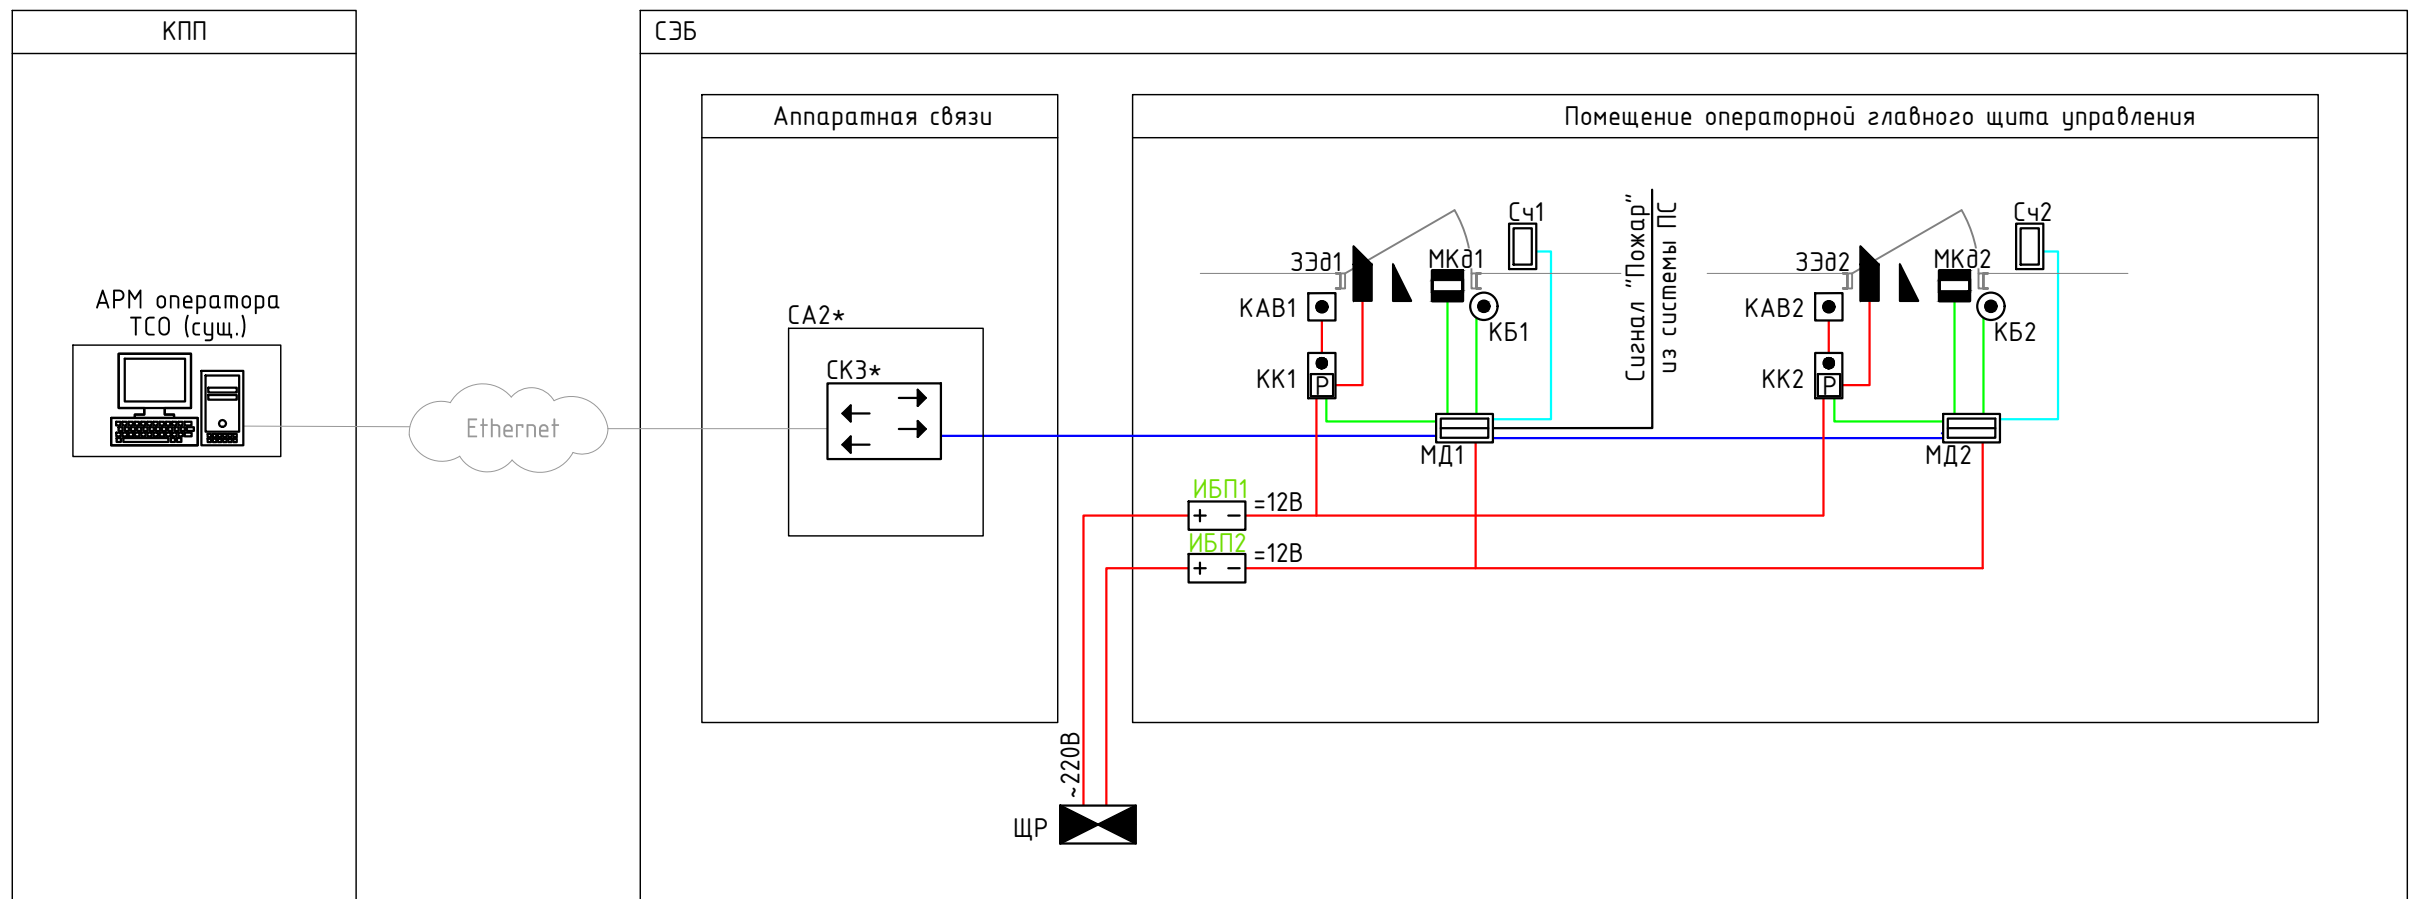 КПП
СЭБ
Аппаратная связи
Помещение операторной главного щита управления
АРМ оператора
ТСО (сущ.)
Ethernet
СА2*
СК3*
ЗЭд1
МКд1
Сч1
КАВ1
КБ1
КК1
Р
МД1
Сигнал "Пожар"
из системы ПС
ЗЭд2
МКд2
Сч2
КАВ2
КБ2
КК2
Р
МД2
ИБП1
+ −
=12В
ИБП2
+ −
=12В
~220В
ЩР